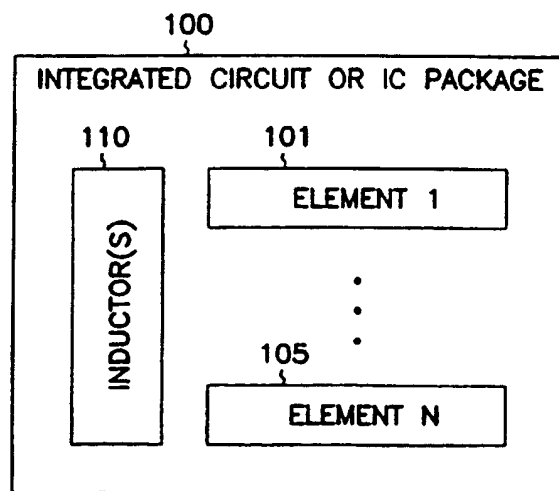 100
INTEGRATED CIRCUIT OR IC PACKAGE
110
101
INDUCTOR(S)
ELEMENT 1
105
ELEMENT N